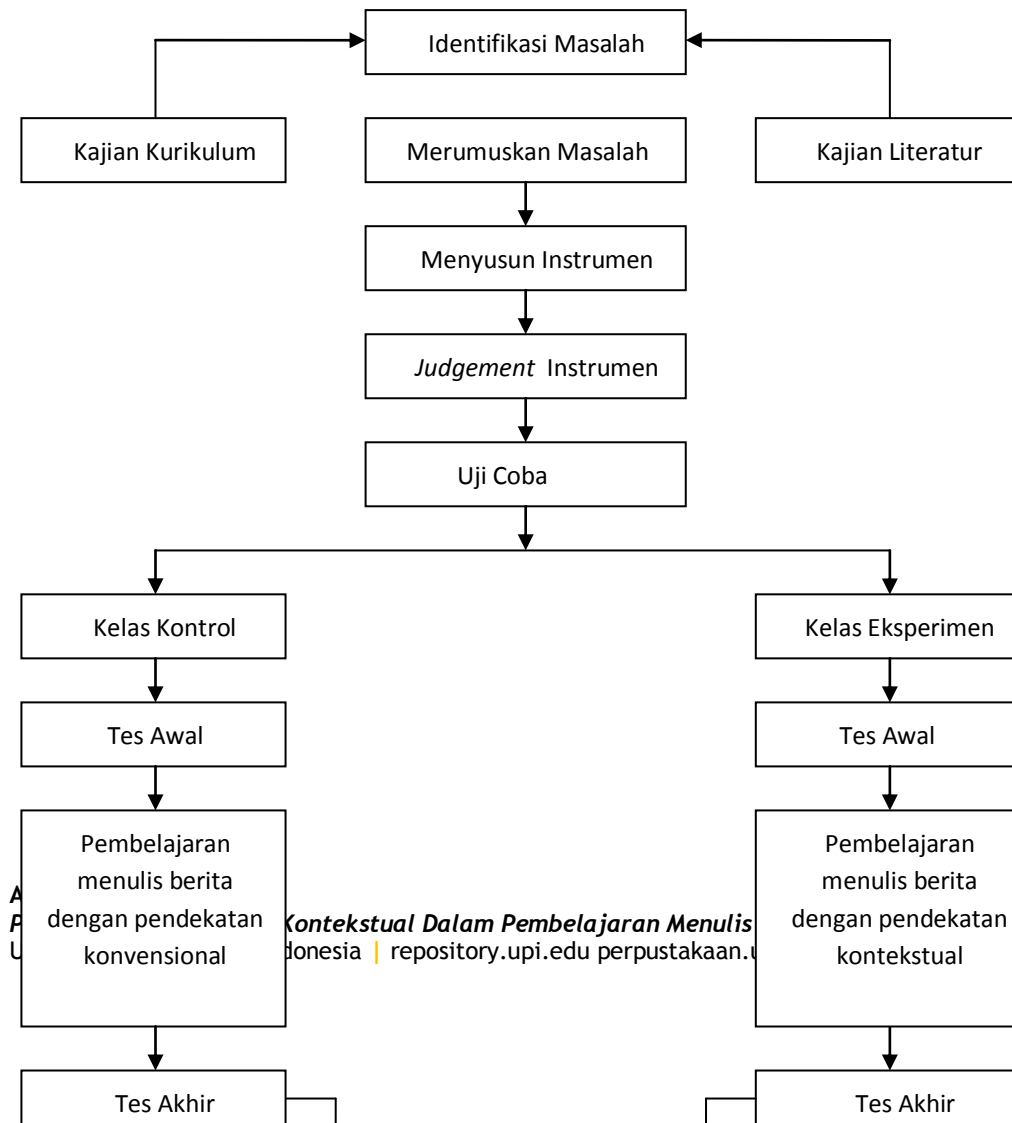 Identifikasi Masalah
Kajian Kurikulum
Merumuskan Masalah
Kajian Literatur
Menyusun Instrumen
Judgement Instrumen
Uji Coba
Kelas Kontrol
Kelas Eksperimen
Tes Awal
Tes Awal
Pembelajaran
menulis berita
dengan pendekatan
konvensional
Pembelajaran
menulis berita
dengan pendekatan
kontekstual
Kontekstual Dalam Pembelajaran Menulis
| repository.upi.edu
Tes Akhir
Tes Akhir